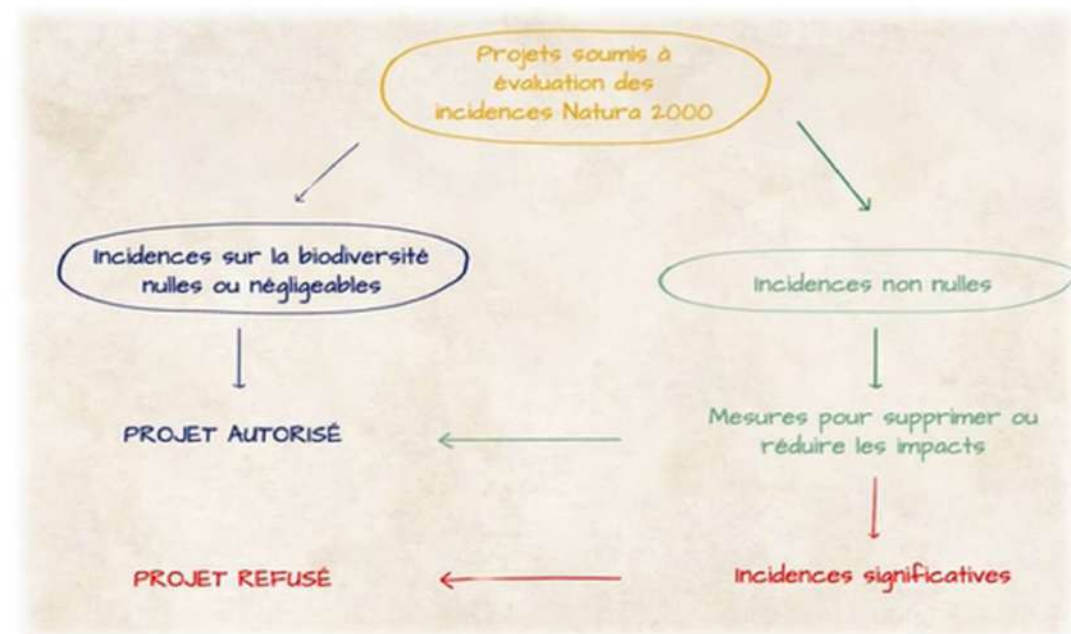 Projets soumis à
évaluation des
incidences Natura 2000
Incidences sur la biodiversité
nulles ou négligeables
Incidences non nulles
PROJET AUTORISÉ
Mesures pour supprimer ou
réduire les impacts
PROJET REFUSÉ
Incidences significatives